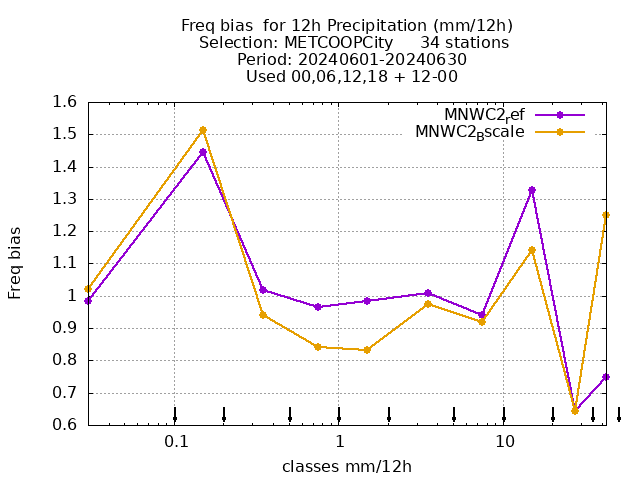 Freq bias  for 12h Precipitation (mm/12h)
Selection: METCOOPCity     34 stations
Period: 20240601-20240630
Used 00,06,12,18 + 12-00
MNWC2ref
MNWC2Bscale
1.6
1.5
1.4
1.3
1.2
1.1
1
0.9
0.8
0.7
0.6
Freq bias
0.1 1 10
classes mm/12h